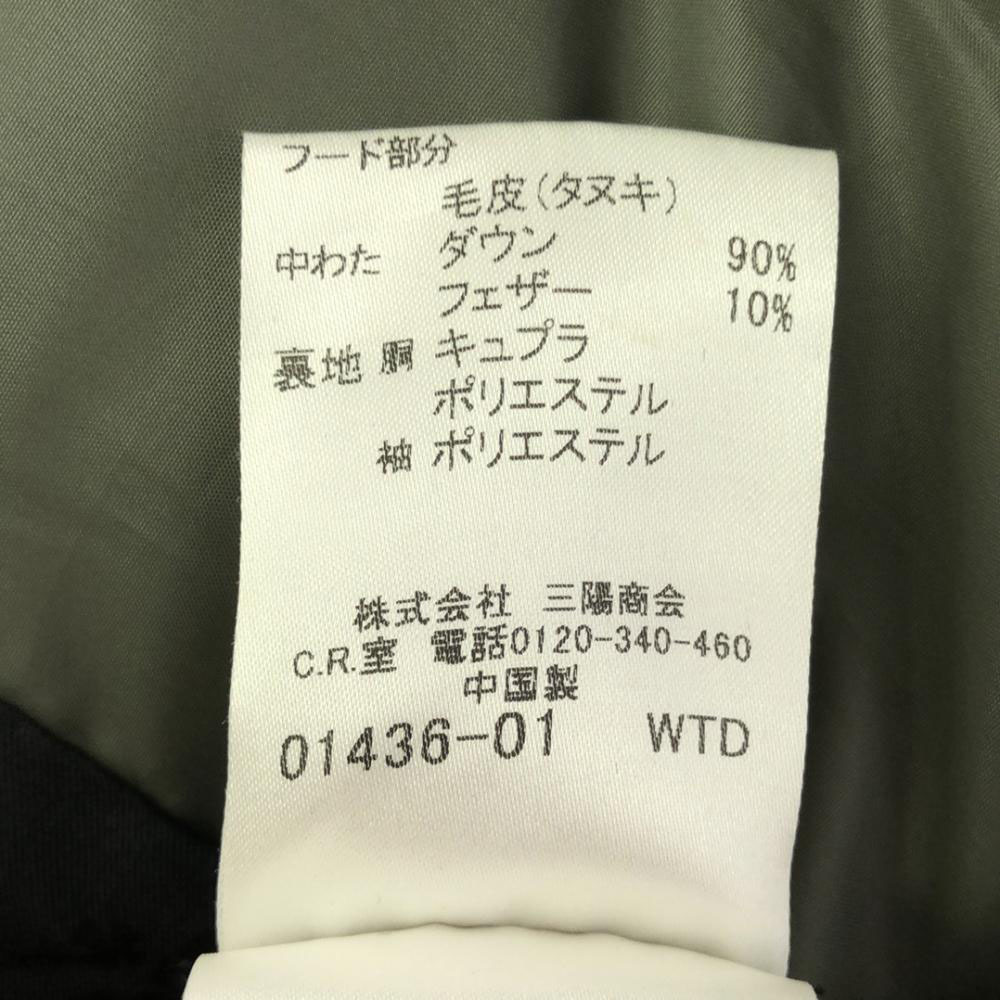 フード部分
毛皮(タヌキ)
中わた ダウン 90%
フェザー 10%
裏地 胴 キュプラ
ポリエステル
袖 ポリエステル
株式会社 三陽商会
C.R.室 電話0120-340-460
中国製
01436-01 WTD